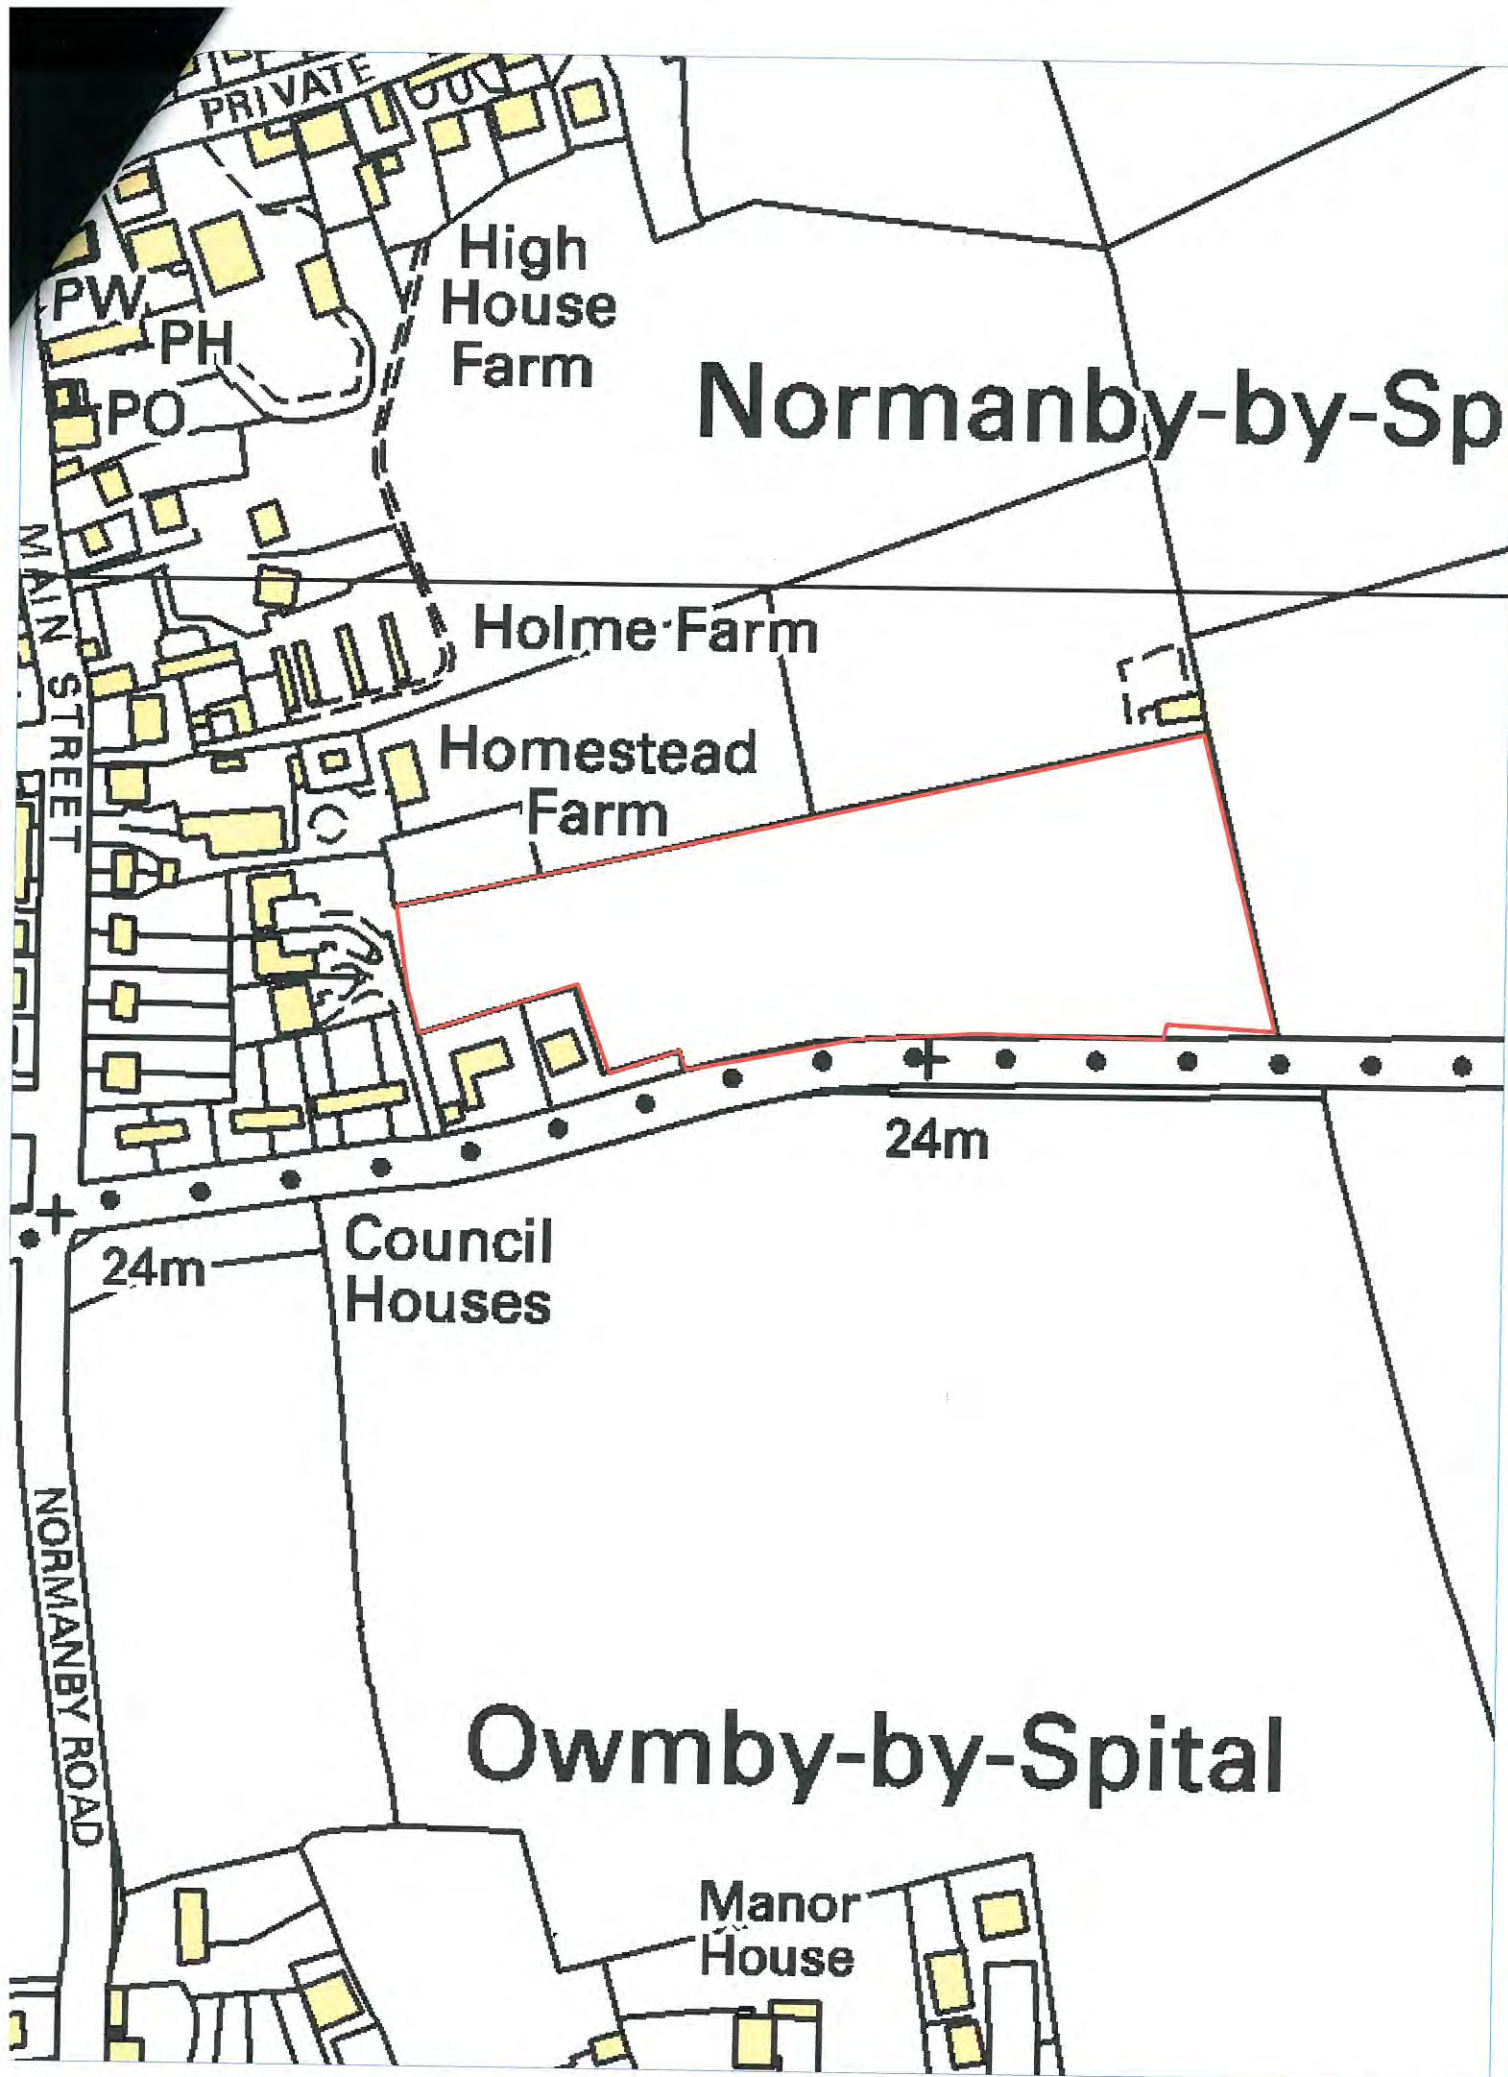 PRIVATE
High
House
Farm
PW
PH
PO
Normanby-by-Sp
MAIN STREET
Holme Farm
Homestead
Farm
24m
24m
Council
Houses
NORMANBY ROAD
Owmby-by-Spital
Manor
House